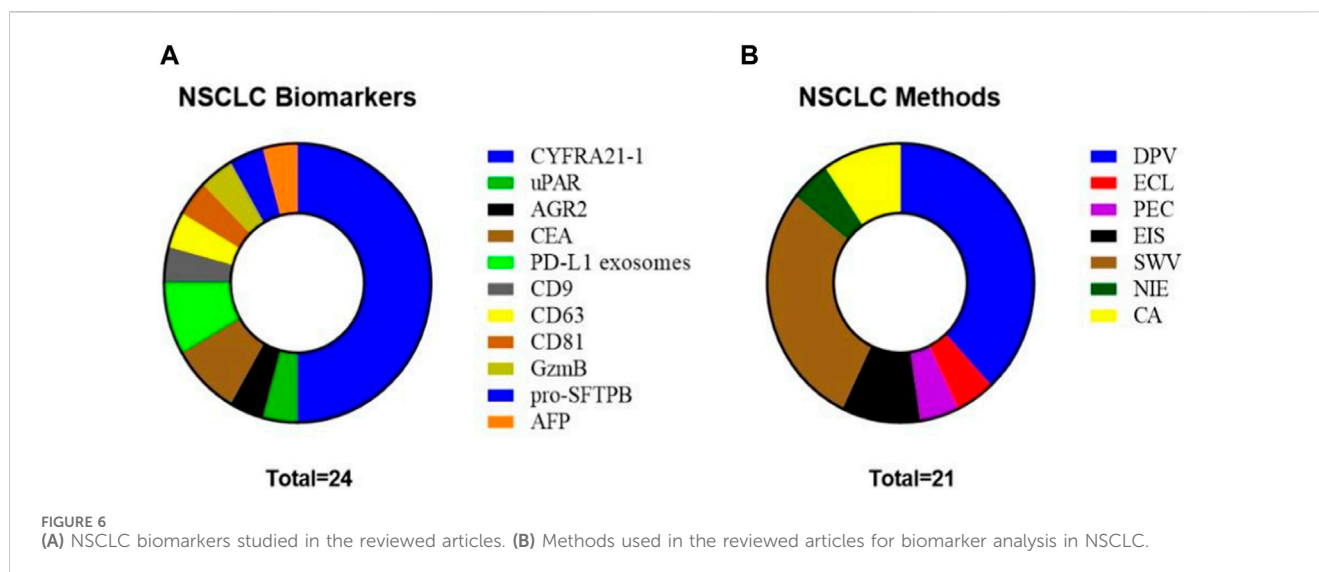 A
NSCLC Biomarkers
CYFRA21-1
uPAR
AGR2
CEA
PD-L1 exosomes
CD9
CD63
CD81
GzmB
pro-SFTPB
AFP
Total=24
B
NSCLC Methods
DPV
ECL
PEC
EIS
SWV
NIE
CA
Total=21
FIGURE 6
(A) NSCLC biomarkers studied in the reviewed articles. (B) Methods used in the reviewed articles for biomarker analysis in NSCLC.